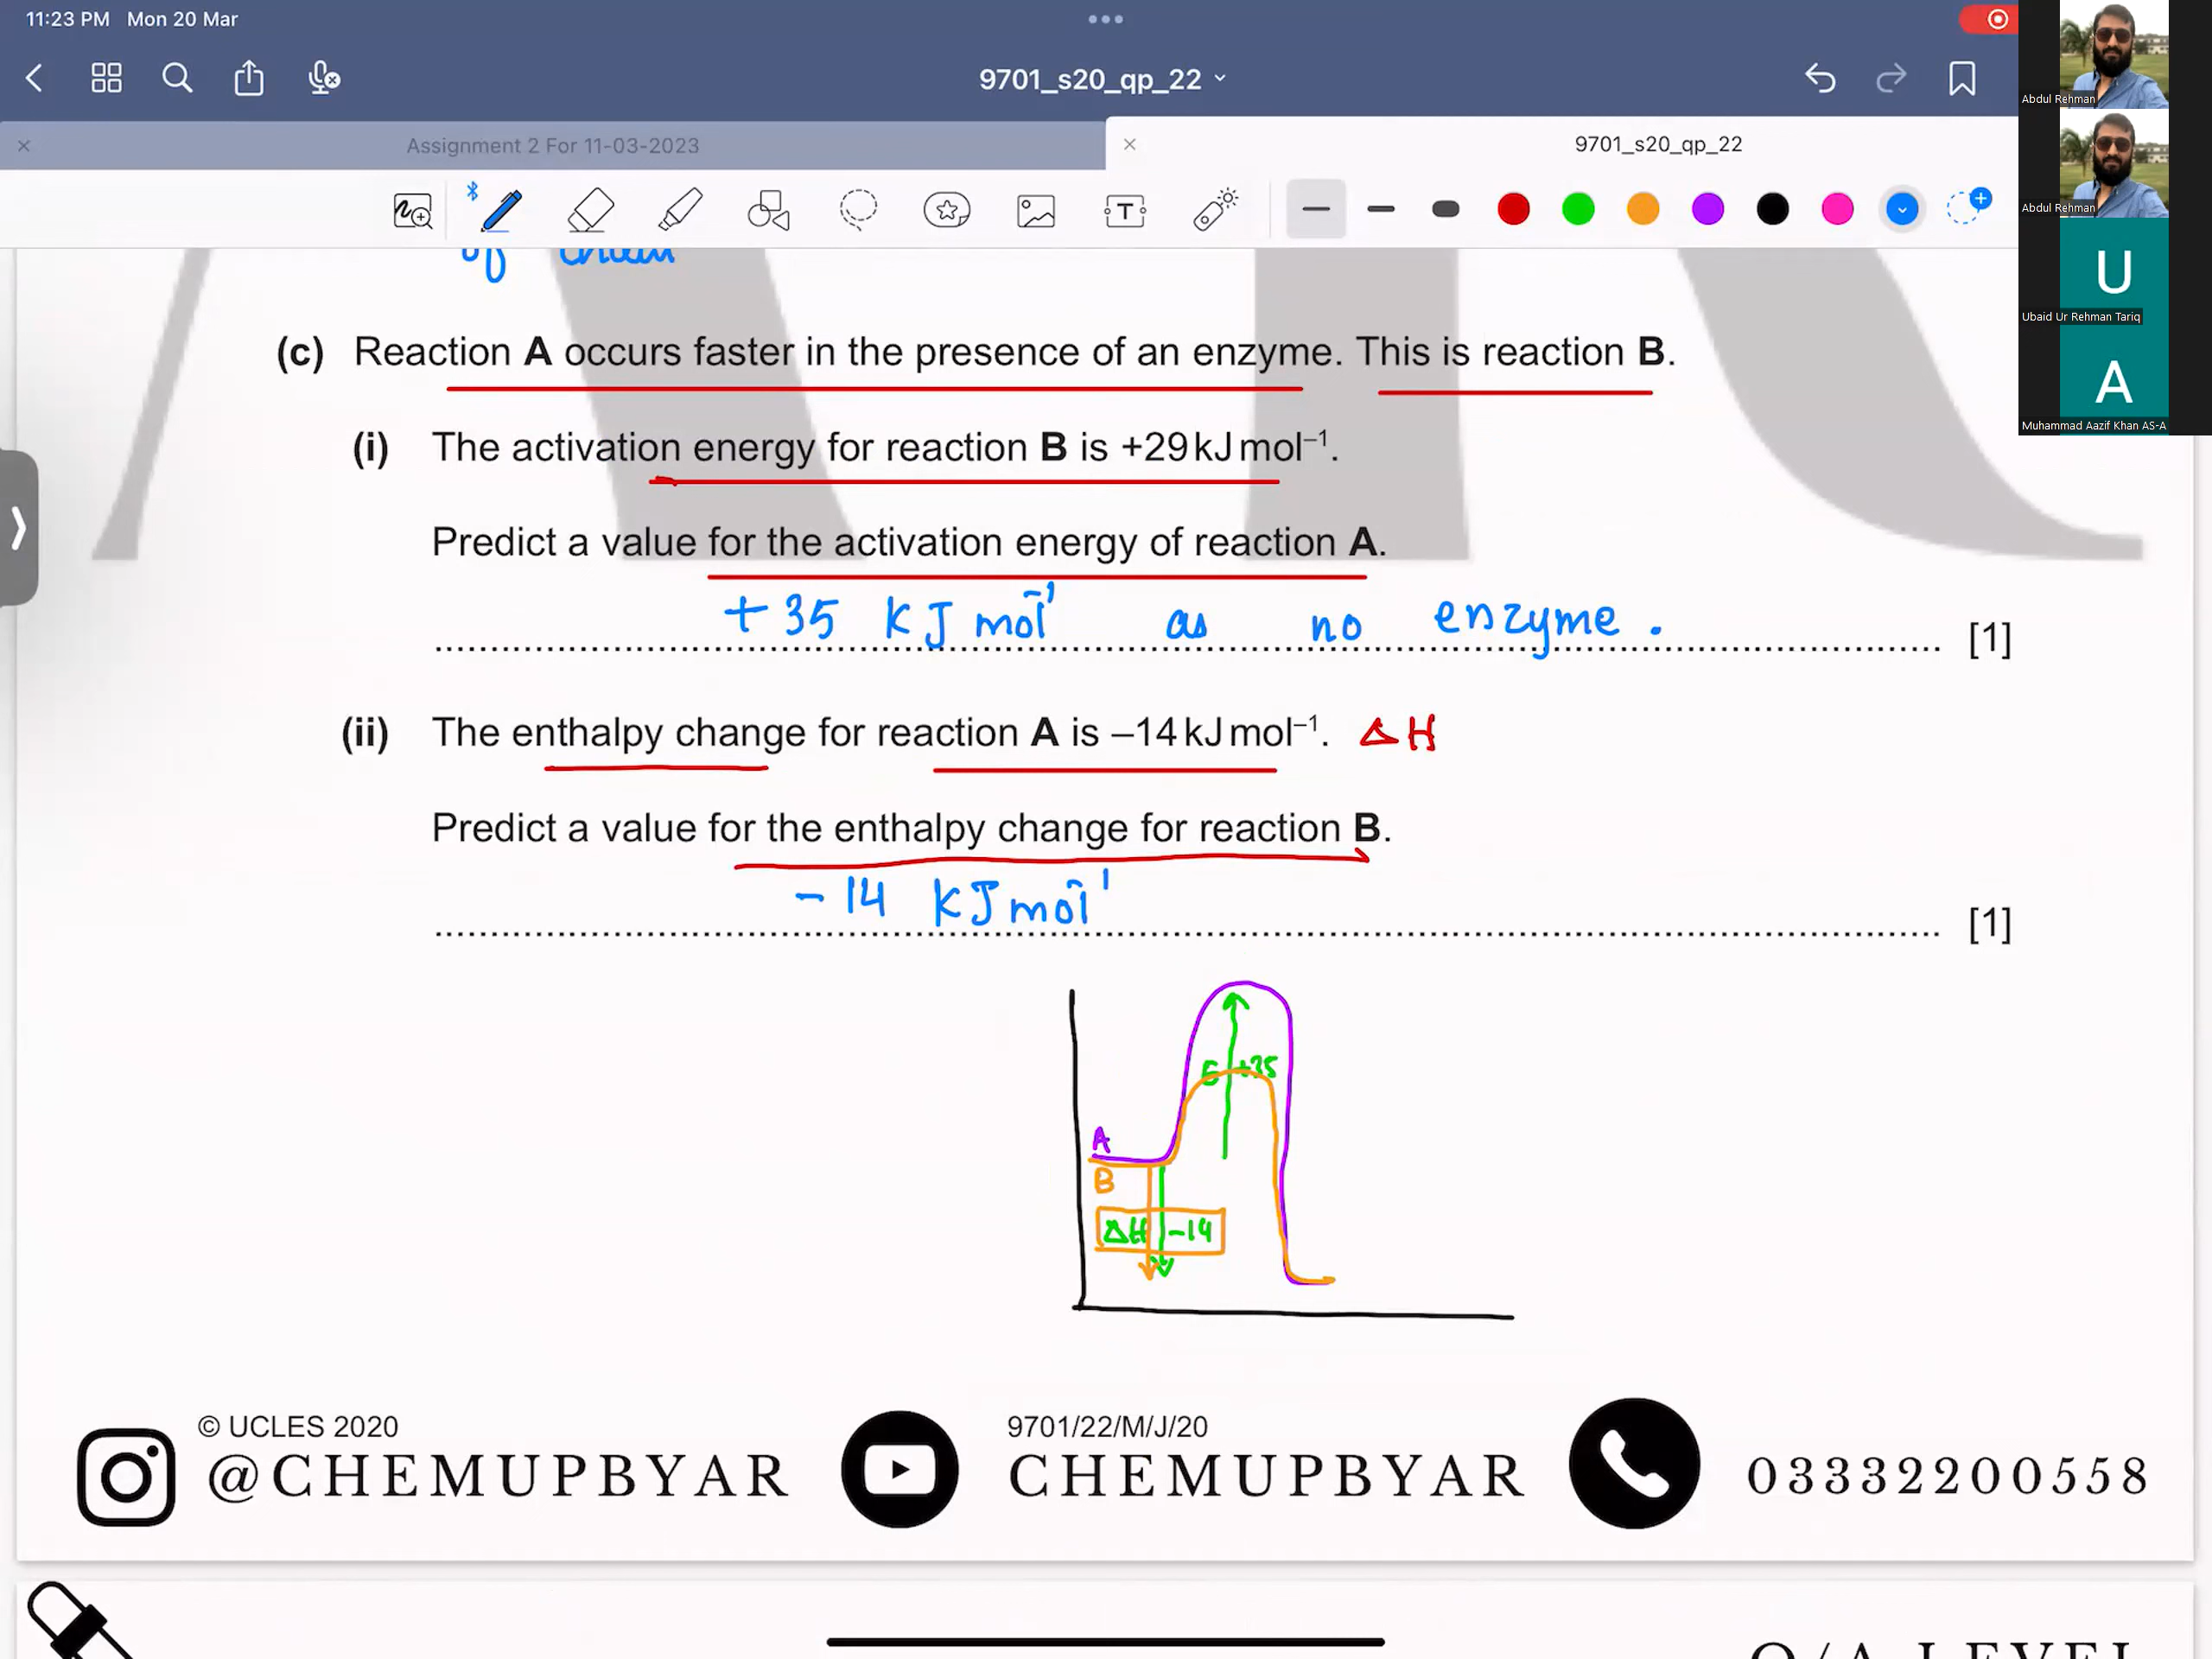 11:23 PM Mon 20 Mar
9701_s20_qp_22
Assignment 2 For 11-03-2023
9701_s20_qp_22
T
Abdul Rehman
Abdul Rehman
U
Ubaid Ur Rehman Tariq
A
Muhammad Aazif Khan AS-A
of chain
(c) Reaction A occurs faster in the presence of an enzyme. This is reaction B.
(i) The activation energy for reaction B is +29 kJ mol⁻¹.
Predict a value for the activation energy of reaction A.
+35 kJ mol⁻¹ as no enzyme. [1]
(ii) The enthalpy change for reaction A is –14 kJ mol⁻¹. ΔH
Predict a value for the enthalpy change for reaction B.
-14 kJ mol⁻¹ [1]
+35
A
B
ΔH -14
© UCLES 2020
9701/22/M/J/20
@CHEMUPBYAR
CHEMUPBYAR
03332200558
O/A LEVEL